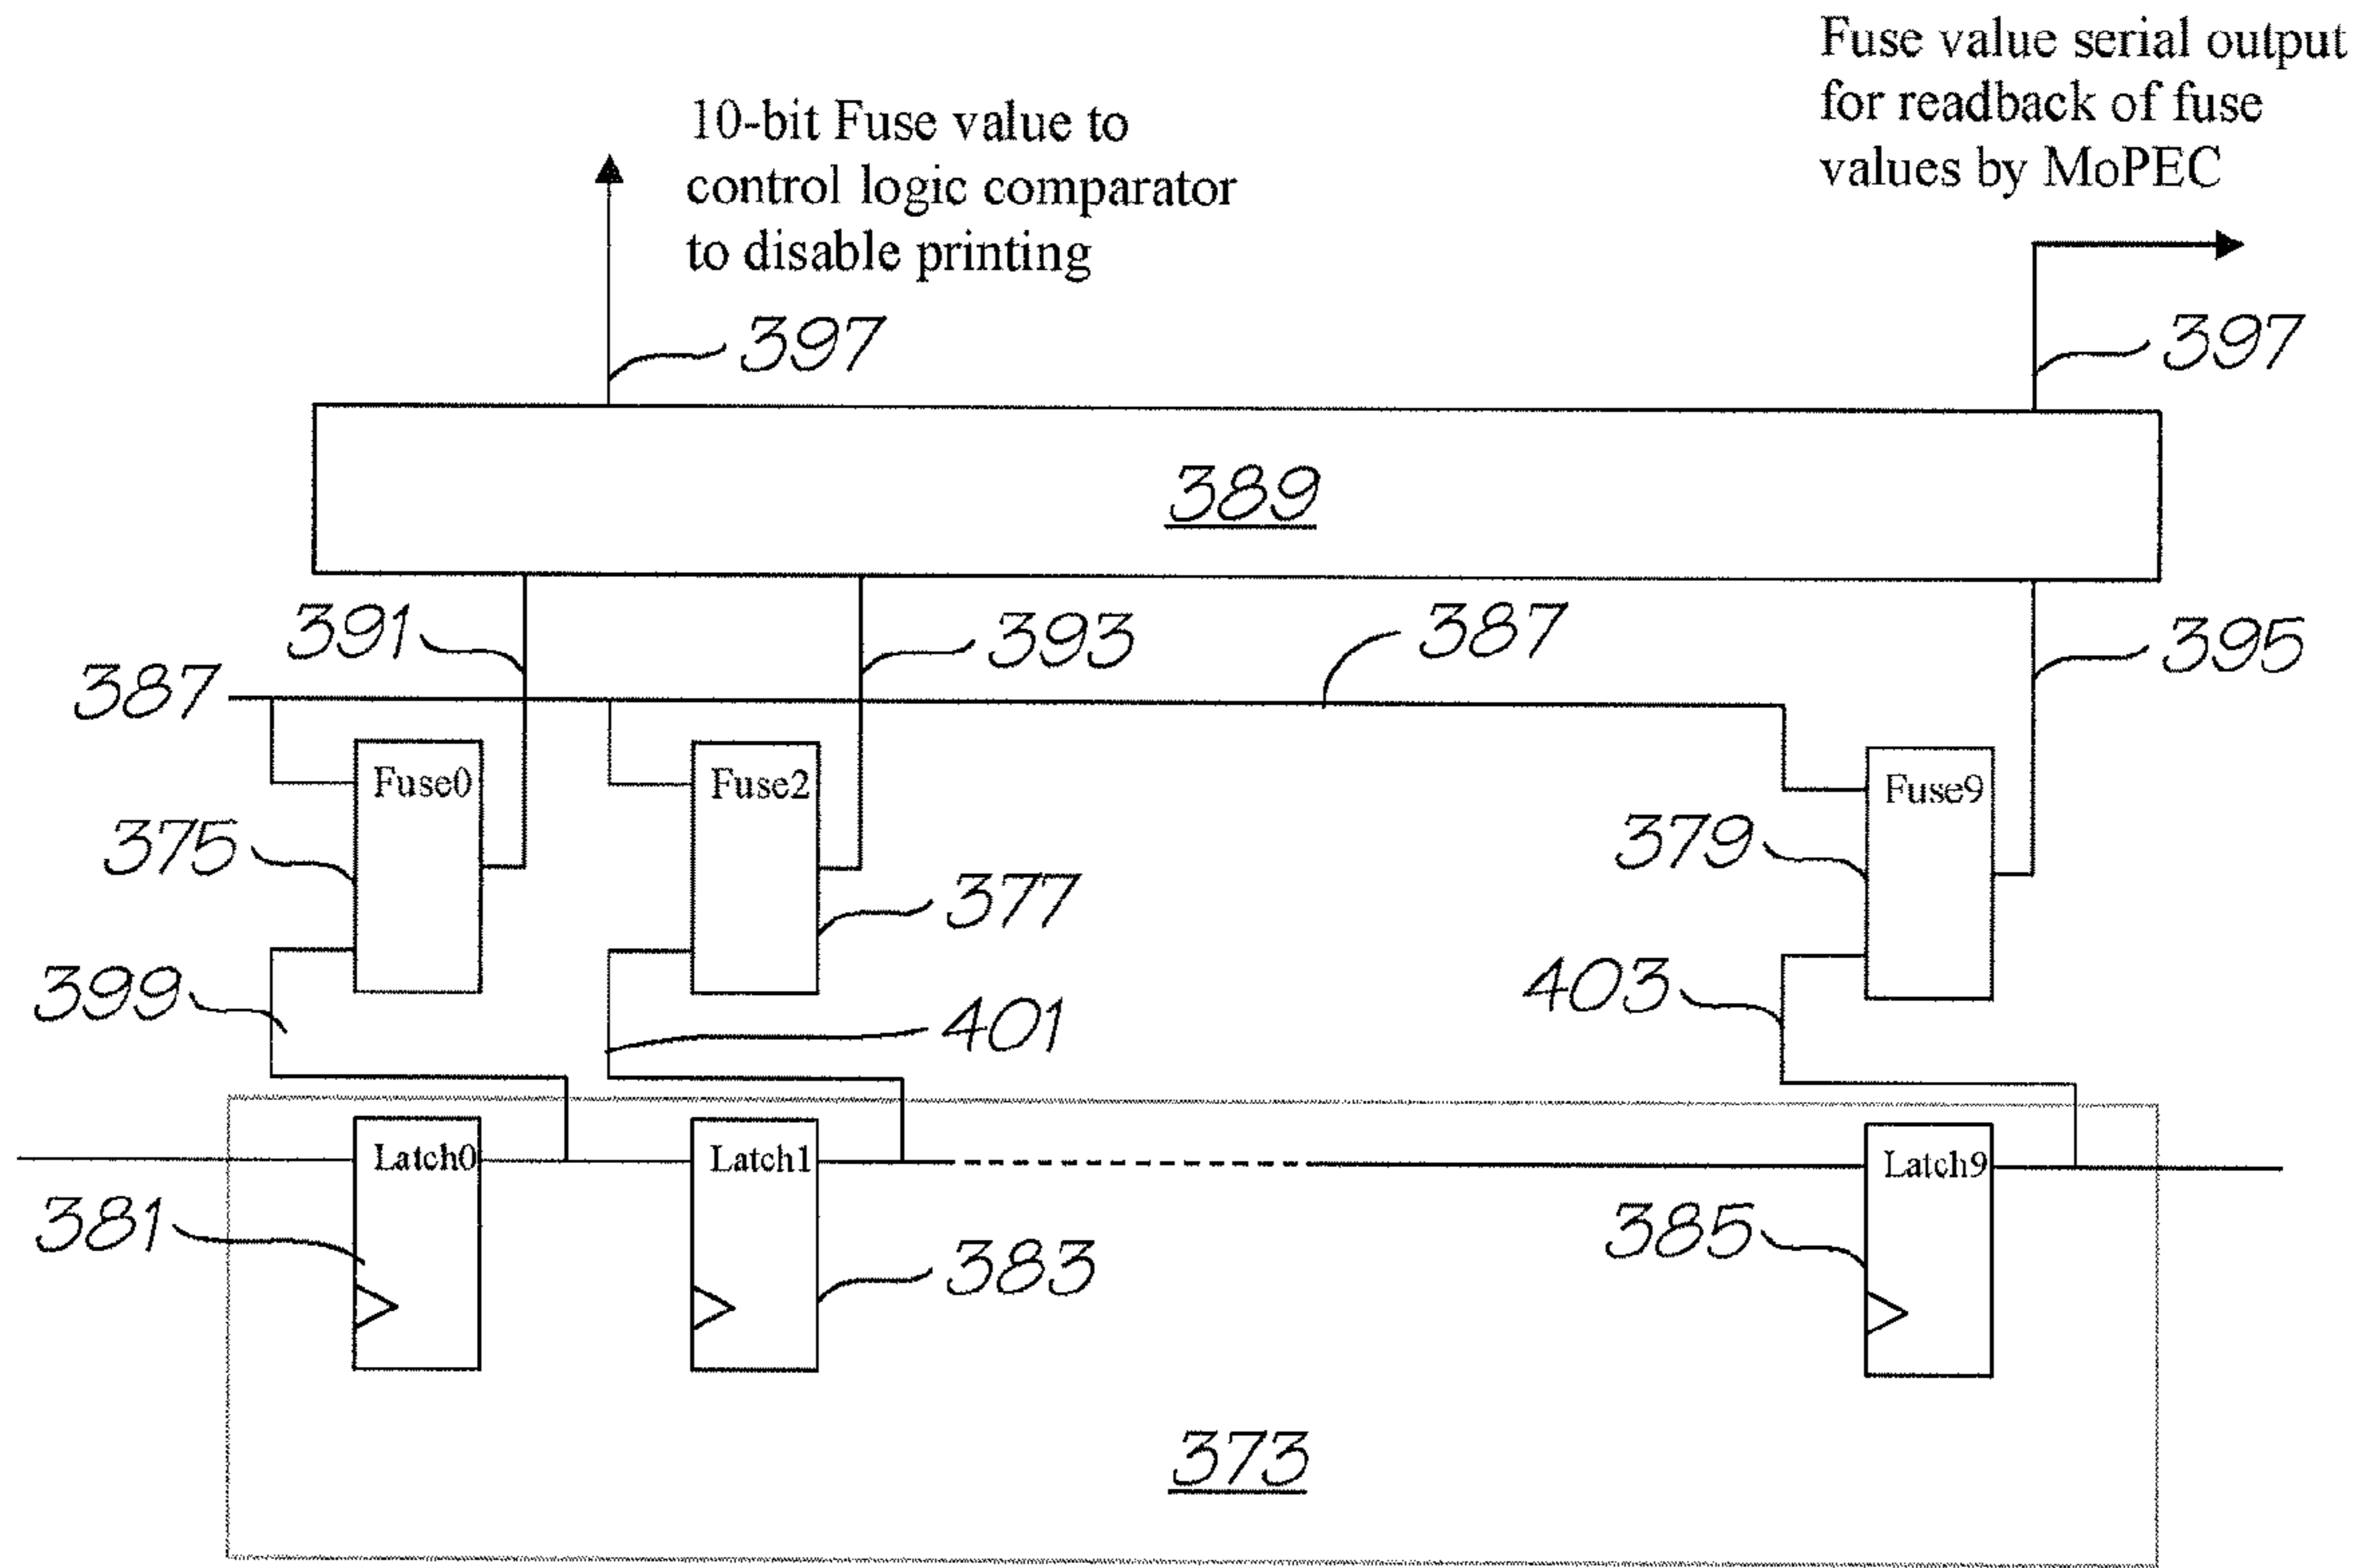 Fuse value serial output
for readback of fuse
values by MoPEC
10-bit Fuse value to
control logic comparator
to disable printing
397
397
389
391
393
387
395
387
Fuse0
Fuse2
Fuse9
375
377
379
399
401
403
Latch0
Latch1
Latch9
381
383
385
373